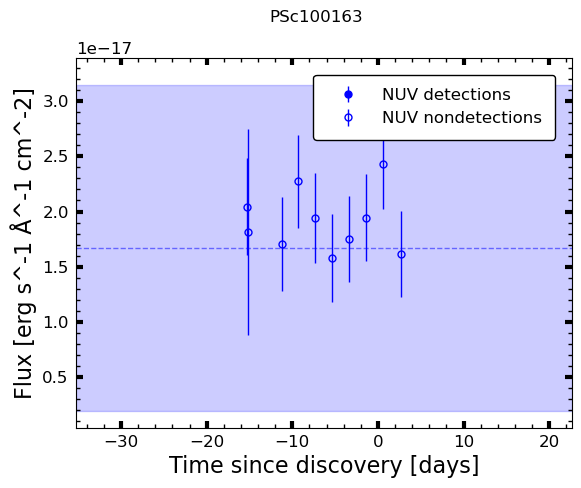 PSc100163
1e−17
NUV detections
NUV nondetections
3.0
2.5
2.0
1.5
1.0
0.5
Flux [erg s^-1 Å^-1 cm^-2]
−30
−20
−10
0
10
20
Time since discovery [days]